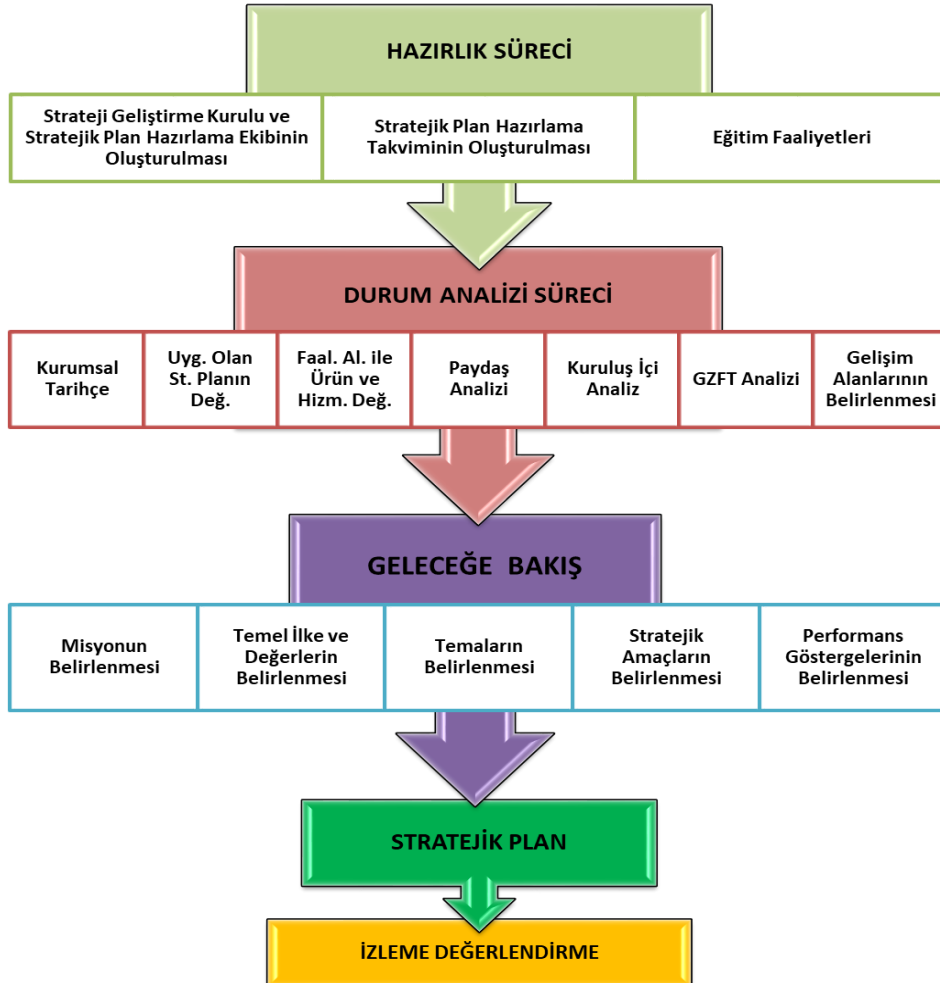 HAZIRLIK SÜRECİ
Strateji Geliştirme Kurulu ve
Stratejik Plan Hazırlama Ekibinin
Oluşturulması
Stratejik Plan Hazırlama
Takviminin Oluşturulması
Eğitim Faaliyetleri
DURUM ANALİZİ SÜRECİ
Kurumsal
Tarihçe
Uyg. Olan
St. Planın
Değ.
Faal. Al. ile
Ürün ve
Hizm. Değ.
Paydaş
Analizi
Kuruluş İçi
Analiz
GZFT Analizi
Gelişim
Alanlarının
Belirlenmesi
GELECEĞE BAKIŞ
Misyonun
Belirlenmesi
Temel İlke ve
Değerlerin
Belirlenmesi
Temaların
Belirlenmesi
Stratejik
Amaçların
Belirlenmesi
Performans
Göstergelerinin
Belirlenmesi
STRATEJİK PLAN
İZLEME DEĞERLENDİRME